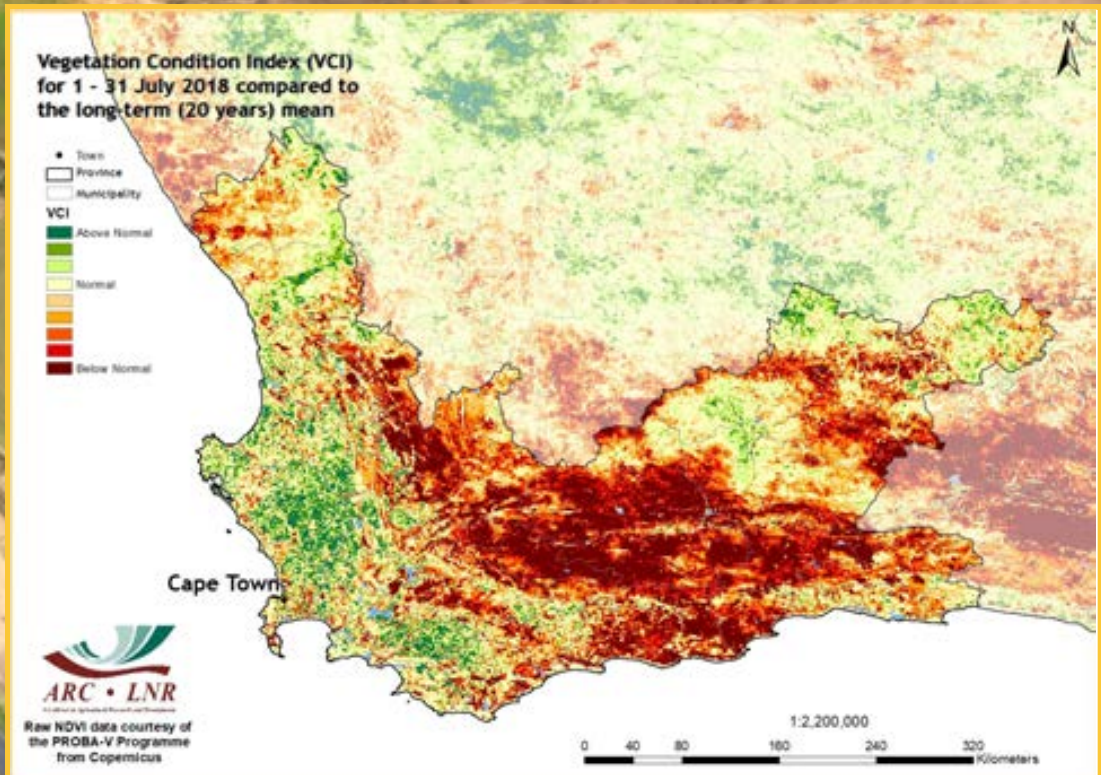 Vegetation Condition Index (VCI)
for 1 - 31 July 2018 compared to
the long-term (20 years) mean
N
Town
Province
Municipality
VCI
Above Normal
Normal
Below Normal
Cape Town
ARC • LNR
Raw NDVI data courtesy of
the PROBA-V Programme
from Copernicus
1:2,200,000
0 40 80 160 240 320
Kilometers